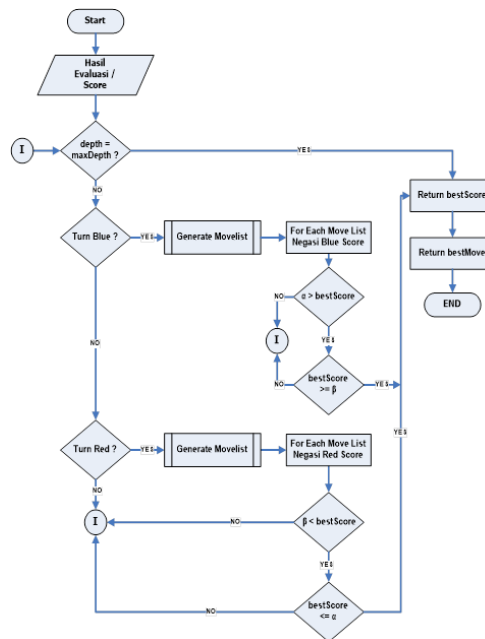 Start
Hasil
Evaluasi /
Score
I
depth =
maxDepth ?
YES
NO
Return bestScore
Turn Blue ?
YES
Generate Movelist
For Each Move List
Negasi Blue Score
Return bestMove
NO
α > bestScore
END
I
YES
NO
NO
bestScore
>= β
YES
YES
Turn Red ?
YES
Generate Movelist
For Each Move List
Negasi Red Score
NO
I
NO
β < bestScore
YES
NO
bestScore
<= α